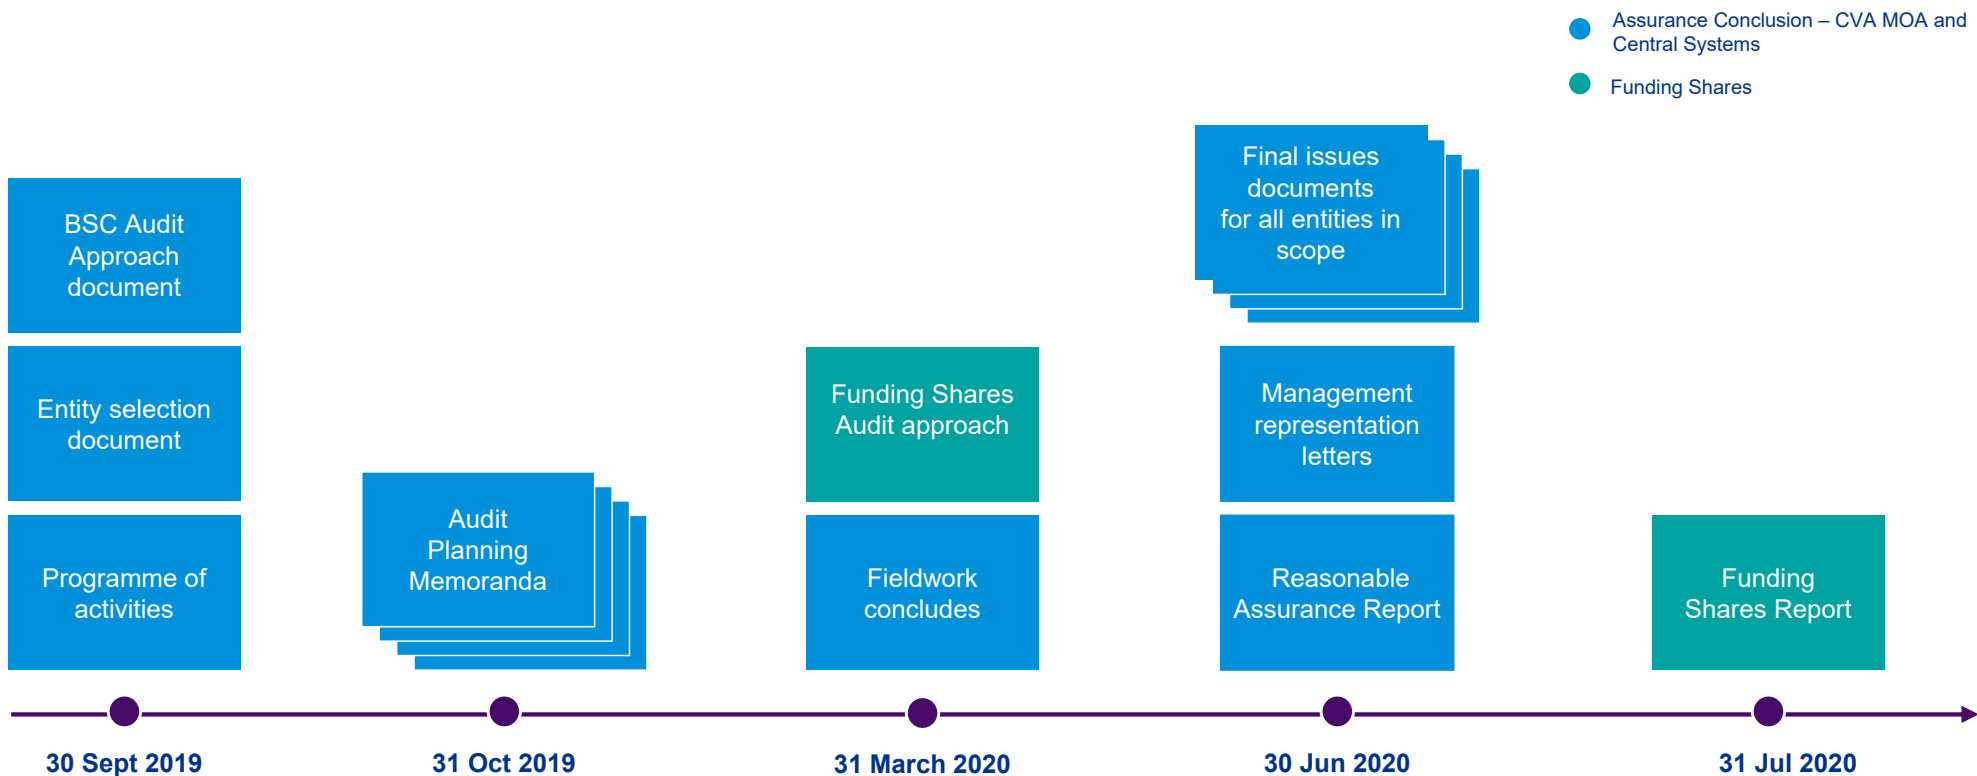 Assurance Conclusion – CVA MOA and
Central Systems
Funding Shares
BSC Audit
Approach
document
Entity selection
document
Programme of
activities
Audit
Planning
Memoranda
Funding Shares
Audit approach
Fieldwork
concludes
Final issues
documents
for all entities in
scope
Management
representation
letters
Reasonable
Assurance Report
Funding
Shares Report
30 Sept 2019
31 Oct 2019
31 March 2020
30 Jun 2020
31 Jul 2020